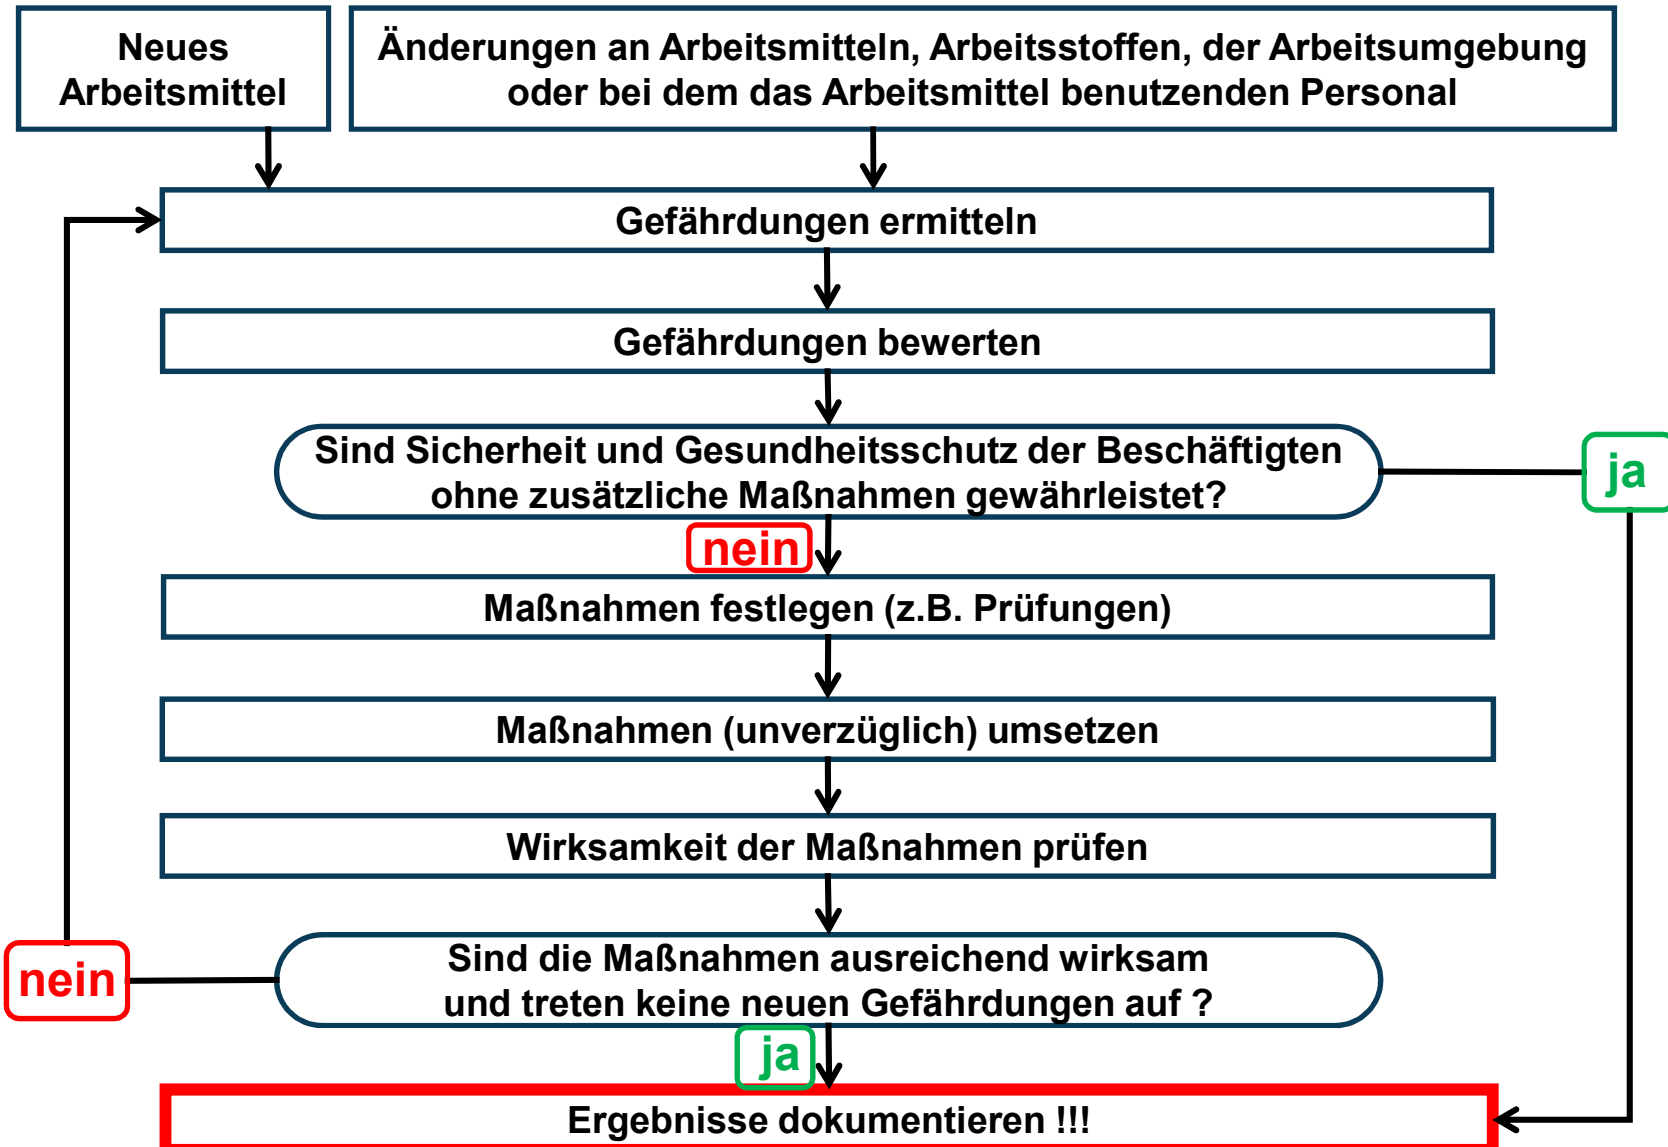 Neues
Arbeitsmittel
Änderungen an Arbeitsmitteln, Arbeitsstoffen, der Arbeitsumgebung
oder bei dem das Arbeitsmittel benutzenden Personal
Gefährdungen ermitteln
Gefährdungen bewerten
Sind Sicherheit und Gesundheitsschutz der Beschäftigten
ohne zusätzliche Maßnahmen gewährleistet?
ja
nein
Maßnahmen festlegen (z.B. Prüfungen)
Maßnahmen (unverzüglich) umsetzen
Wirksamkeit der Maßnahmen prüfen
Sind die Maßnahmen ausreichend wirksam
und treten keine neuen Gefährdungen auf ?
nein
ja
Ergebnisse dokumentieren !!!